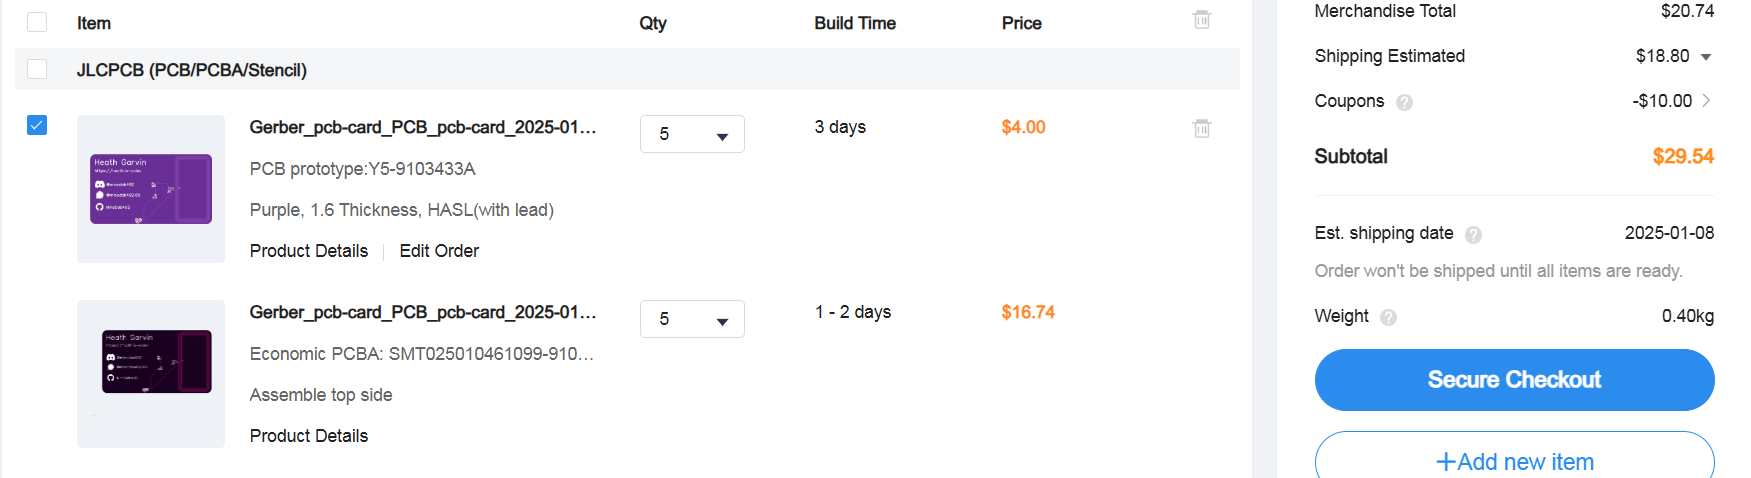 Item Qty Build Time Price
JLCPCB (PCB/PCBA/Stencil)
Gerber_pcb-card_PCB_pcb-card_2025-01... 5 3 days $4.00
PCB prototype:Y5-9103433A
Purple, 1.6 Thickness, HASL(with lead)
Product Details Edit Order
Heath Garvin
Gerber_pcb-card_PCB_pcb-card_2025-01... 5 1 - 2 days $16.74
Economic PCBA: SMT025010461099-910...
Assemble top side
Product Details
Heath Garvin
Merchandise Total $20.74
Shipping Estimated $18.80
Coupons ? -$10.00
Subtotal $29.54
Est. shipping date ? 2025-01-08
Order won't be shipped until all items are ready.
Weight ? 0.40kg
Secure Checkout
+Add new item